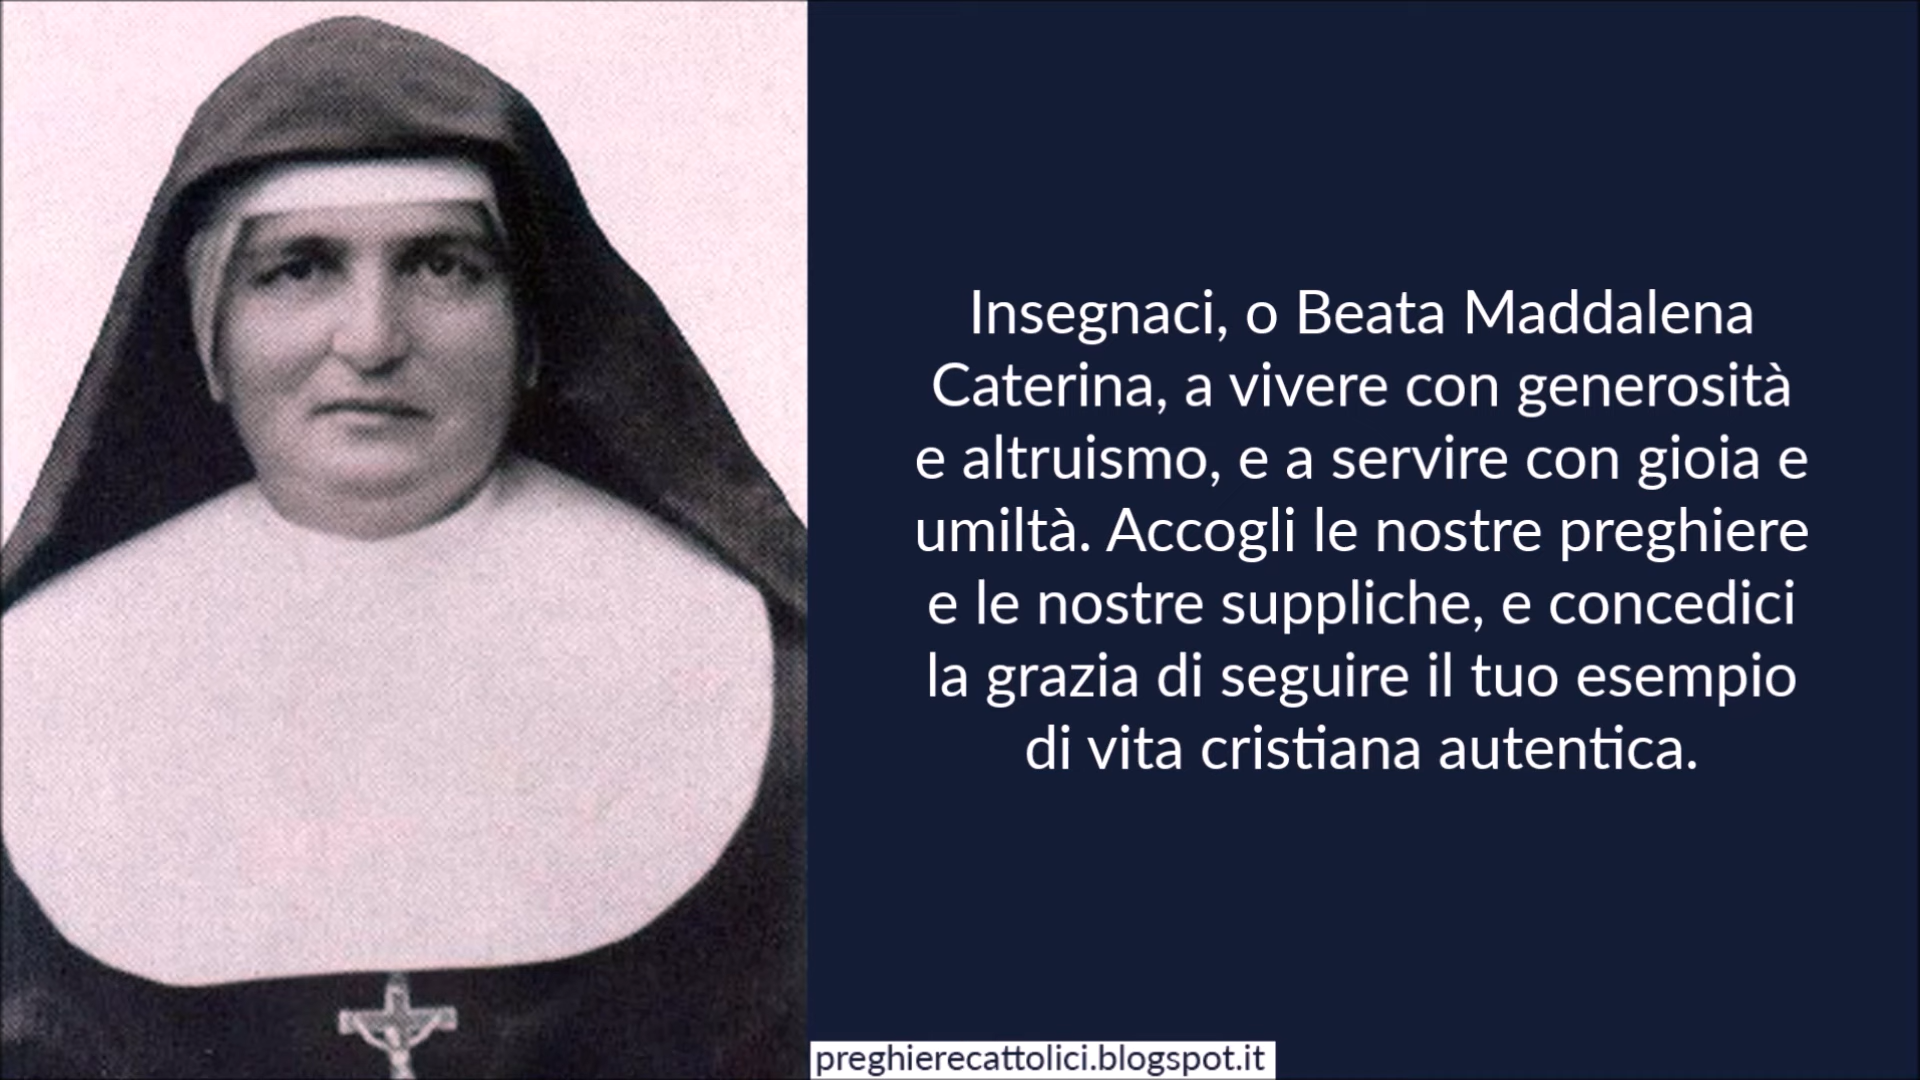 Insegnaci, o Beata Maddalena
Caterina, a vivere con generosità
e altruismo, e a servire con gioia e
umiltà. Accogli le nostre preghiere
e le nostre suppliche, e concedici
la grazia di seguire il tuo esempio
di vita cristiana autentica.
preghierecattolici.blogspot.it